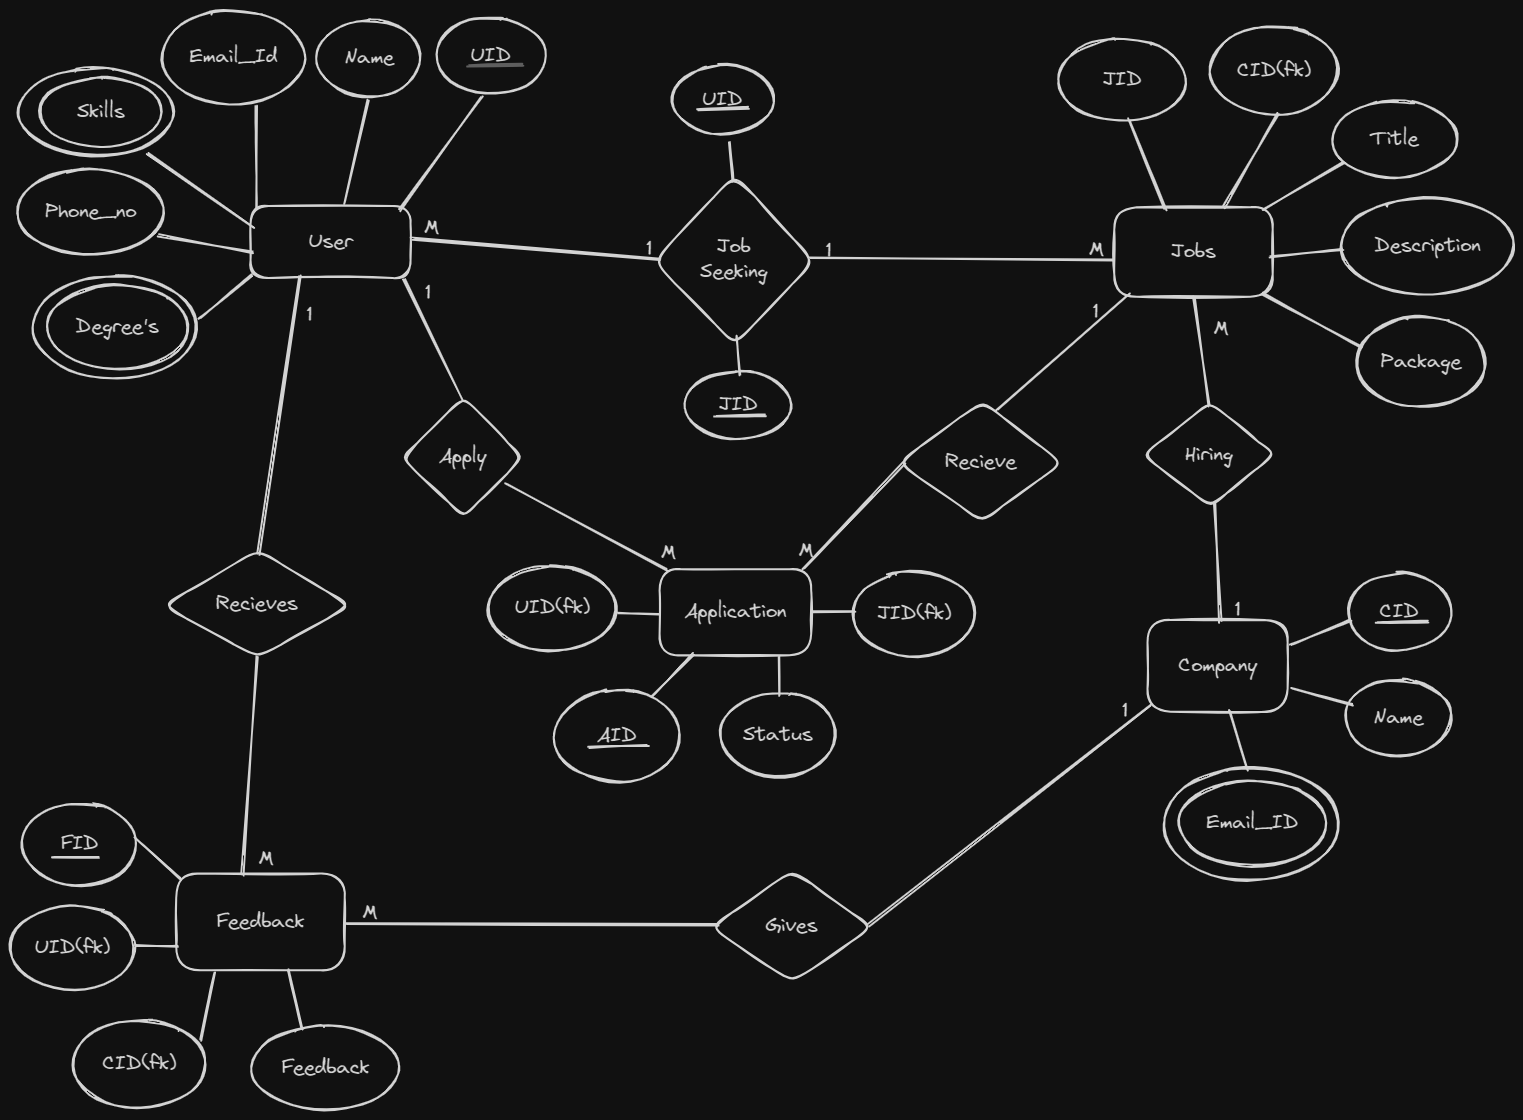 Email_Id
Name
UID
Skills
Phone_no
Degree's
User
M
1
1
UID
1
Job
Seeking
1
JID
JID
CID(fk)
Title
Description
Package
M
Jobs
1
M
Apply
Recieve
Hiring
Recieves
M
M
UID(fk)
Application
JID(fk)
AID
Status
1
Company
CID
Name
Email_ID
1
FID
UID(fk)
CID(fk)
Feedback
M
Feedback
M
Gives